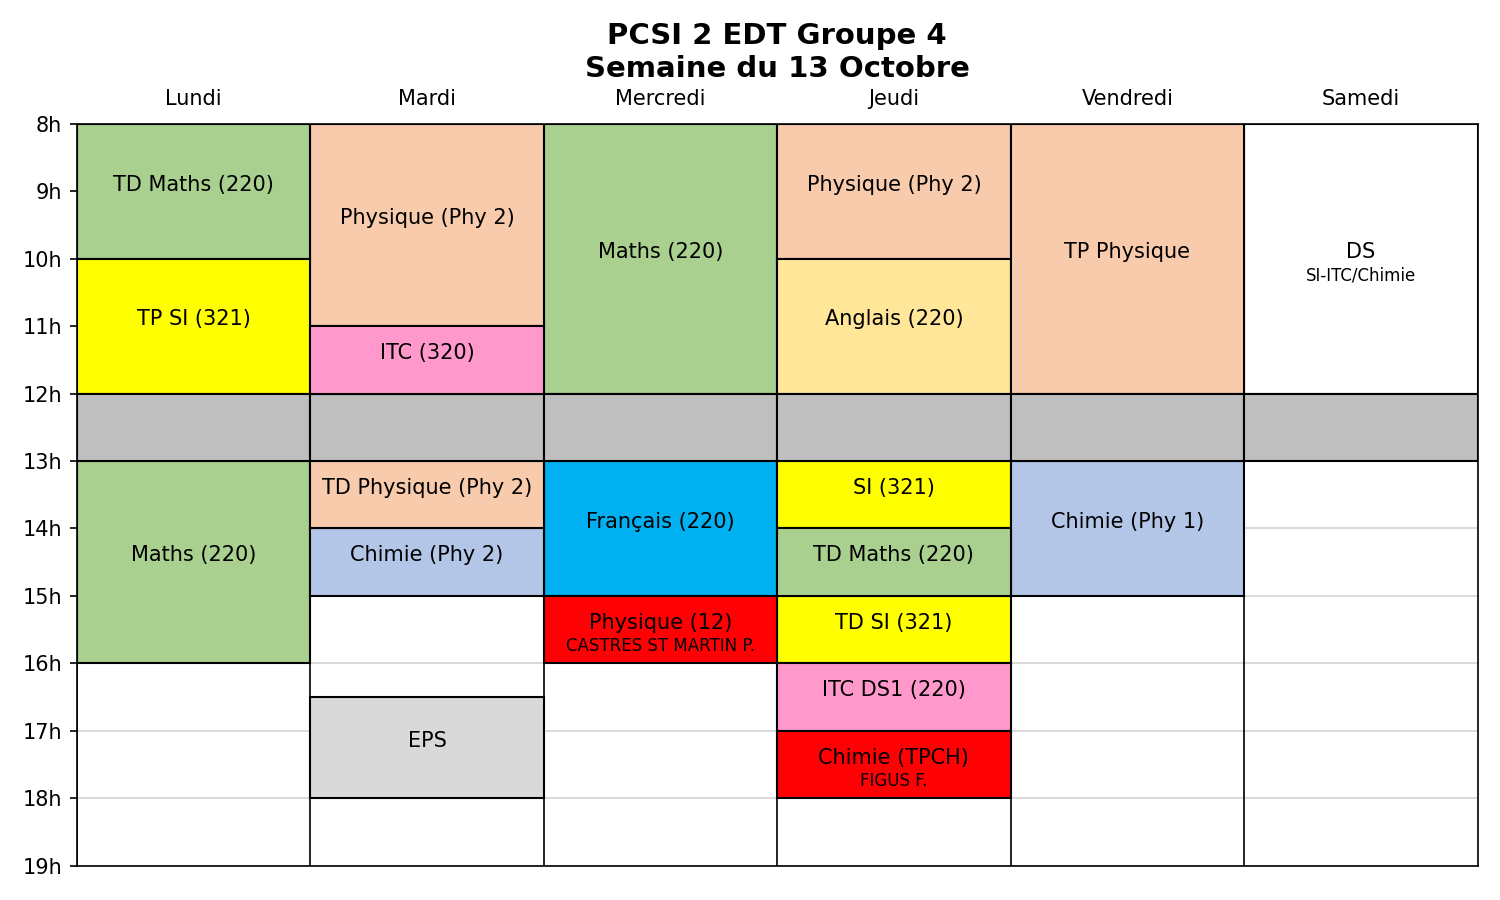 PCSI 2 EDT Groupe 4
Semaine du 13 Octobre
Lundi
Mardi
Mercredi
Jeudi
Vendredi
Samedi
8h
9h
10h
11h
12h
13h
14h
15h
16h
17h
18h
19h
TD Maths (220)
TP SI (321)
Maths (220)
Physique (Phy 2)
ITC (320)
TD Physique (Phy 2)
Chimie (Phy 2)
EPS
Maths (220)
Français (220)
Physique (12)
CASTRES ST MARTIN P.
Physique (Phy 2)
Anglais (220)
SI (321)
TD Maths (220)
TD SI (321)
ITC DS1 (220)
Chimie (TPCH)
FIGUS F.
TP Physique
Chimie (Phy 1)
DS
SI-ITC/Chimie